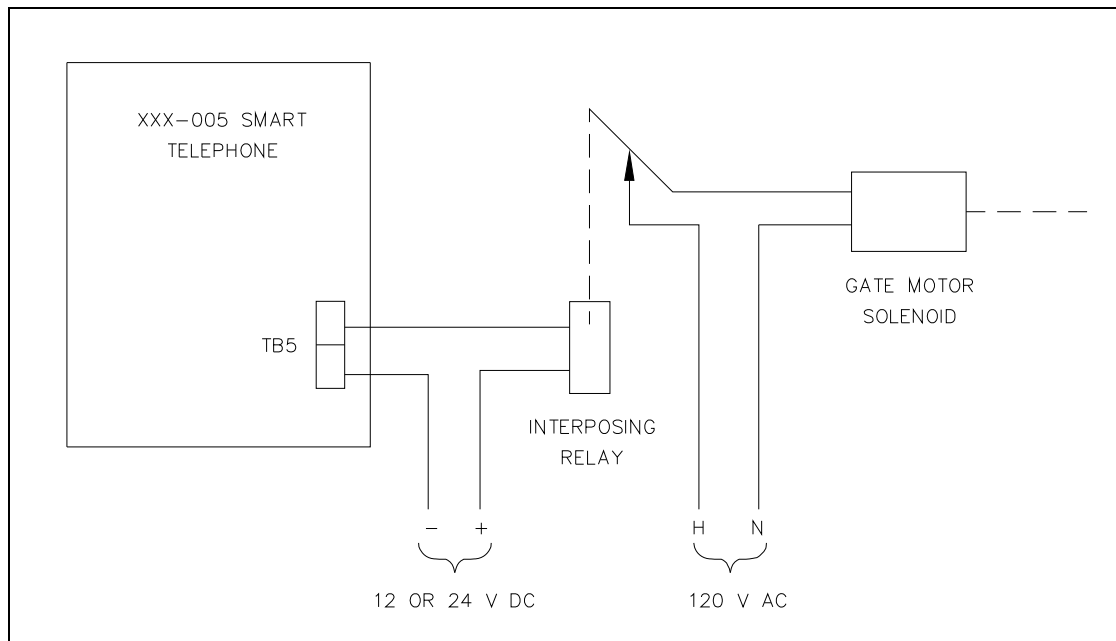 XXX-005 SMART
TELEPHONE
TB5
GATE MOTOR
SOLENOID
INTERPOSING
RELAY
- +
H N
12 OR 24 V DC
120 V AC